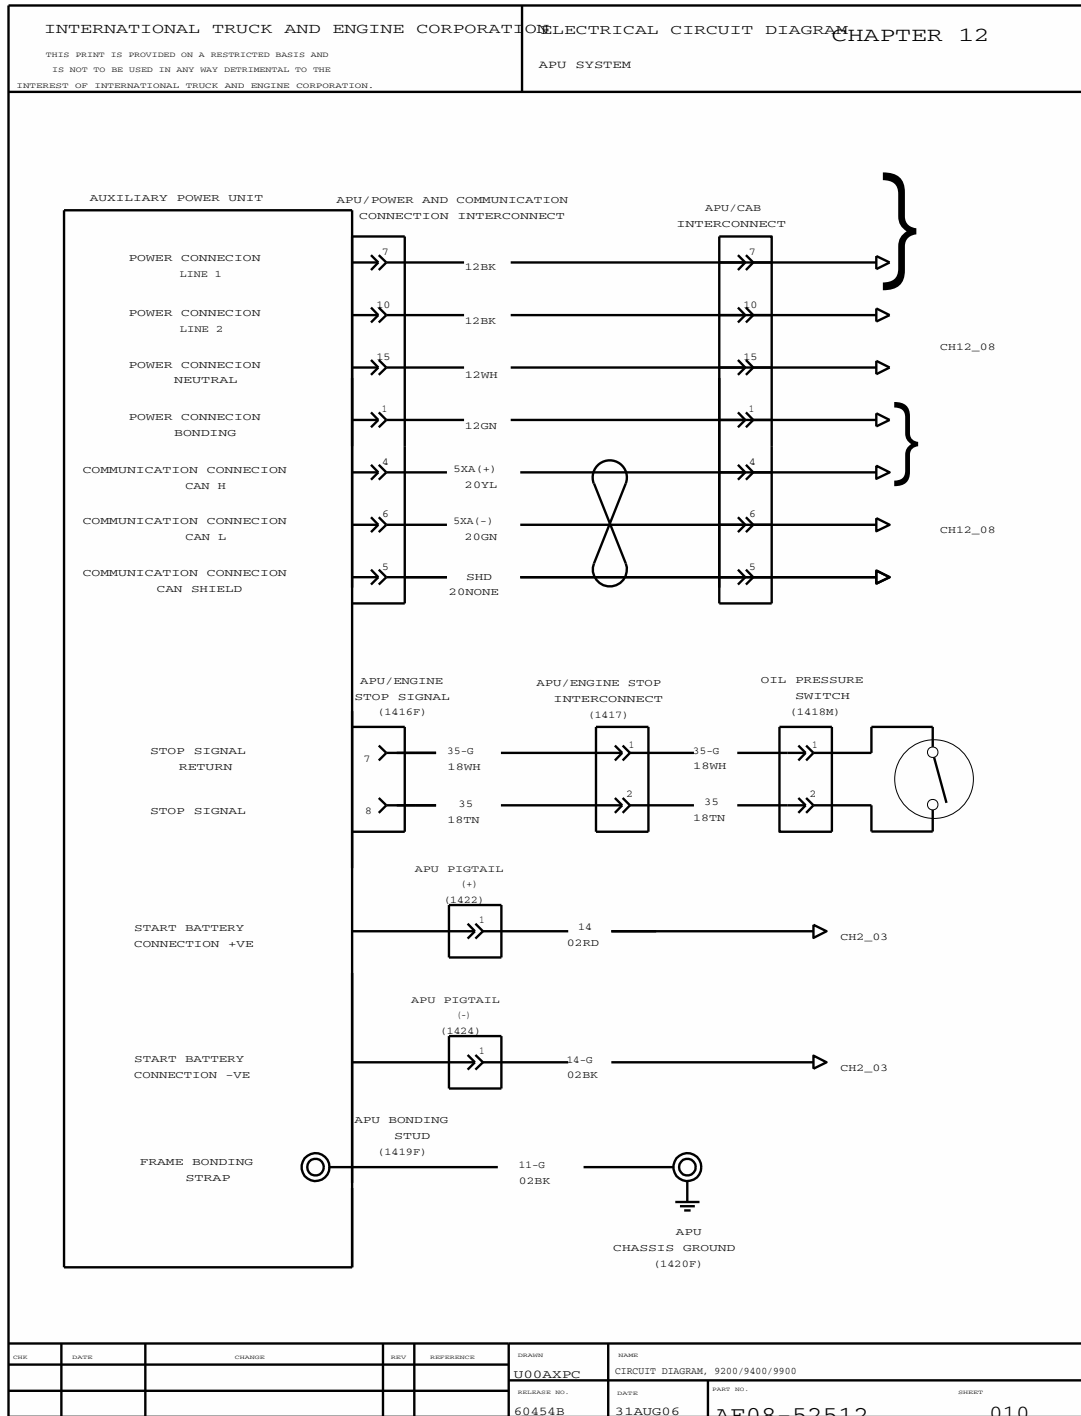 INTERNATIONAL TRUCK AND ENGINE CORPORATION
THIS PRINT IS PROVIDED ON A RESTRICTED BASIS AND
IS NOT TO BE USED IN ANY WAY DETRIMENTAL TO THE
INTEREST OF INTERNATIONAL TRUCK AND ENGINE CORPORATION.
ELECTRICAL CIRCUIT DIAGRAM
CHAPTER 12
APU SYSTEM
AUXILIARY POWER UNIT
APU/POWER AND COMMUNICATION
CONNECTION INTERCONNECT
APU/CAB
INTERCONNECT
POWER CONNECION
LINE 1
7
12BK
7
POWER CONNECION
LINE 2
10
12BK
10
CH12_08
POWER CONNECION
NEUTRAL
15
12WH
15
POWER CONNECION
BONDING
1
12GN
1
COMMUNICATION CONNECION
CAN H
4
5XA(+)
20YL
4
COMMUNICATION CONNECION
CAN L
6
5XA(-)
20GN
6
CH12_08
COMMUNICATION CONNECION
CAN SHIELD
5
SHD
20NONE
5
APU/ENGINE
STOP SIGNAL
(1416F)
APU/ENGINE STOP
INTERCONNECT
(1417)
OIL PRESSURE
SWITCH
(1418M)
STOP SIGNAL
RETURN
7
35-G
18WH
1
35-G
18WH
1
STOP SIGNAL
8
35
18TN
2
35
18TN
2
APU PIGTAIL
(+)
(1422)
START BATTERY
CONNECTION +VE
1
14
02RD
CH2_03
APU PIGTAIL
(-)
(1424)
START BATTERY
CONNECTION -VE
1
14-G
02BK
CH2_03
APU BONDING
STUD
(1419F)
FRAME BONDING
STRAP
11-G
02BK
APU
CHASSIS GROUND
(1420F)
CHK
DATE
CHANGE
REV
REFERENCE
DRAWN
U00AXPC
NAME
CIRCUIT DIAGRAM, 9200/9400/9900
RELEASE NO.
60454B
DATE
31AUG06
PART NO.
AF08-52512
SHEET
010